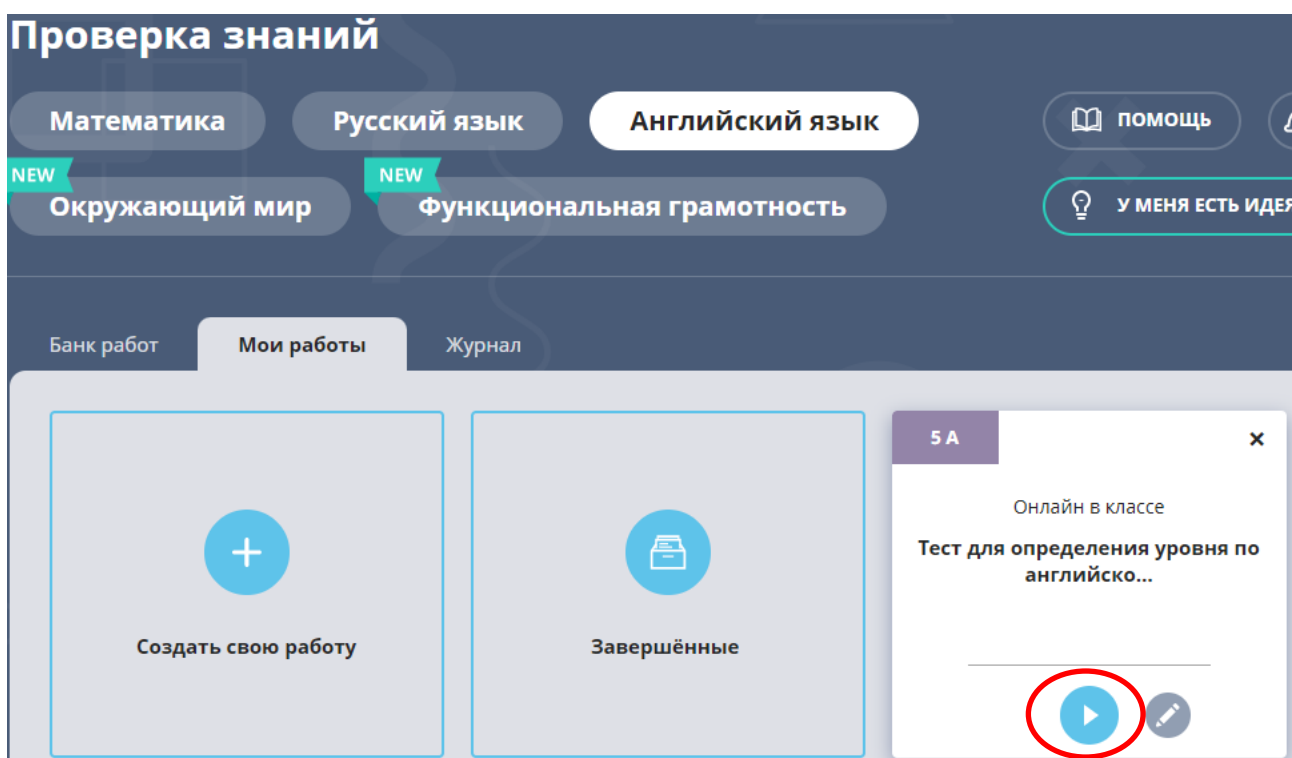 Проверка знаний
Математика
Русский язык
Английский язык
ПОМОЩЬ
NEW
Окружающий мир
NEW
Функциональная грамотность
У МЕНЯ ЕСТЬ ИДЕЯ
Банк работ
Мои работы
Журнал
Создать свою работу
Завершённые
5 А
Онлайн в классе
Тест для определения уровня по
английско...